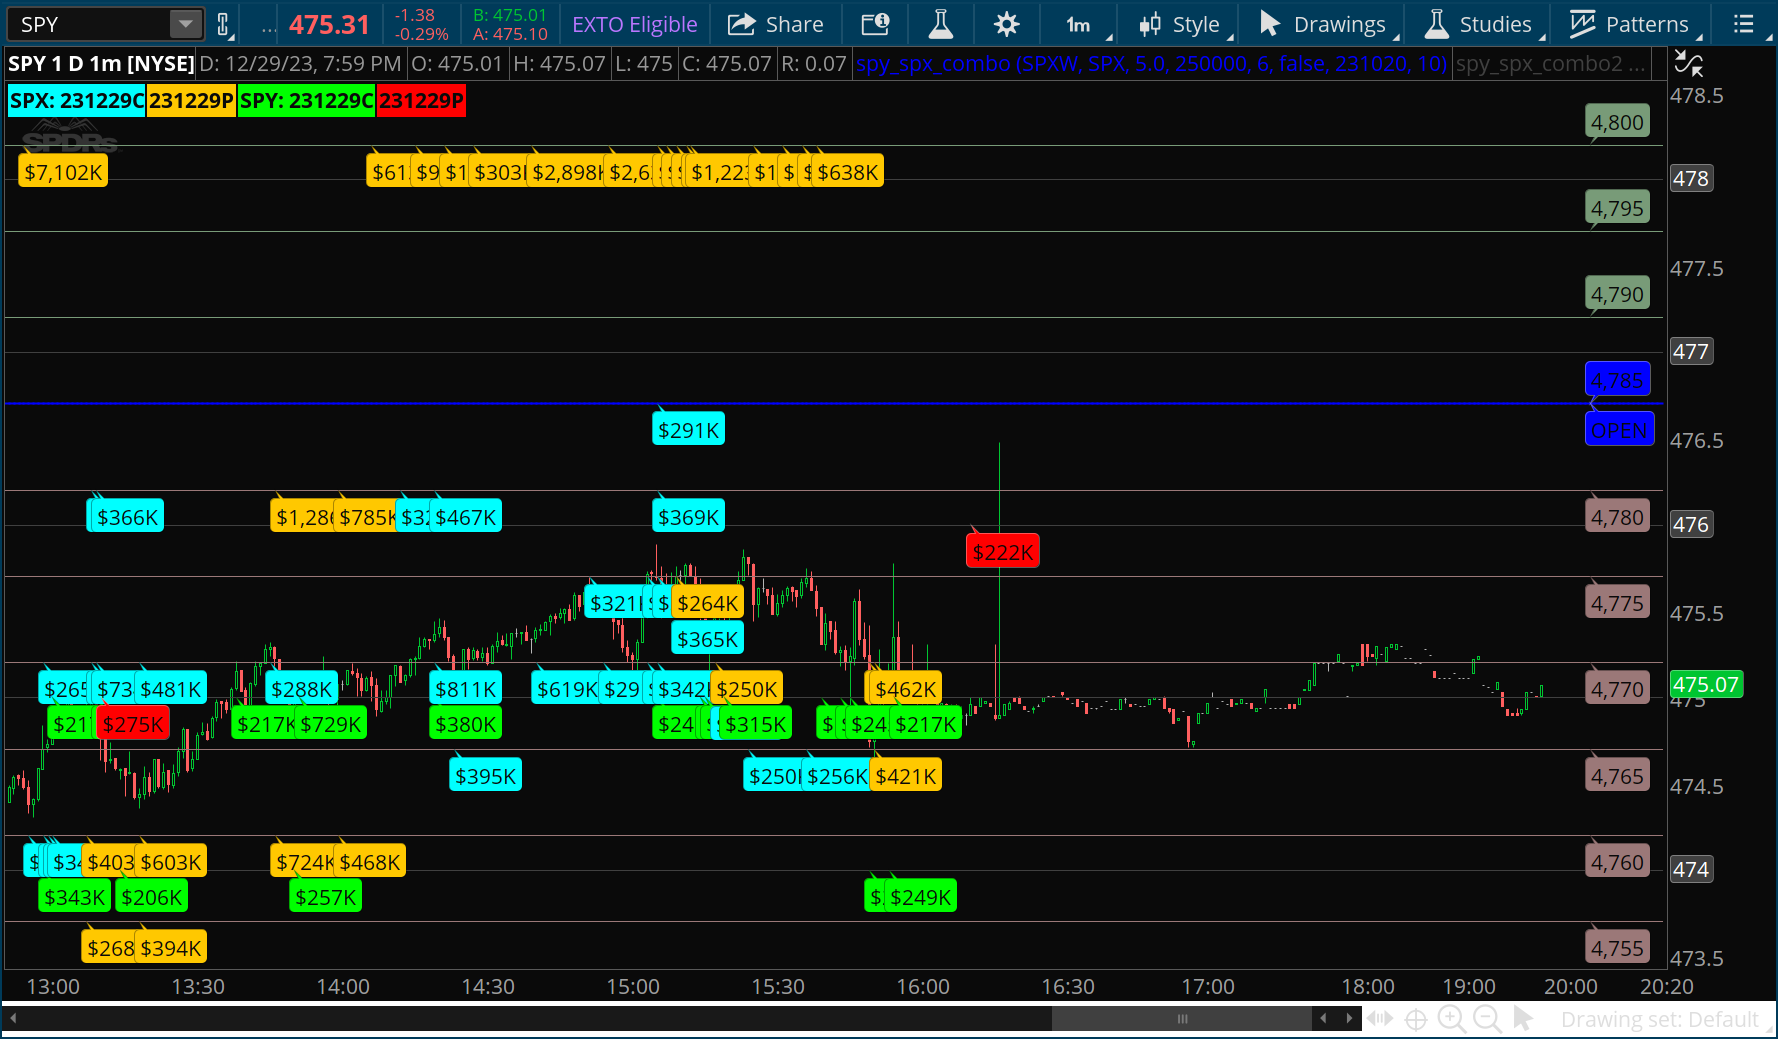 SPY
... 475.31 -1.38 B: 475.01 EXTO Eligible Share 1m Style Drawings Studies Patterns
-0.29% A: 475.10
SPY 1 D 1m [NYSE] D: 12/29/23, 7:59 PM O: 475.01 H: 475.07 L: 475 C: 475.07 R: 0.07 spy_spx_combo (SPXW, SPX, 5.0, 250000, 6, false, 231020, 10) spy_spx_combo2 ...
SPX: 231229C 231229P SPY: 231229C 231229P
SPDRs
478.5
4,800
$7,102K $61 $9 $1 $303 $2,898K $2,6 $ $ $ $1,223 $1 $ $ $638K
478
4,795
477.5
4,790
477
4,785
OPEN
$291K
476.5
$366K $1,286 $785K $32 $467K $369K
4,780
476
$222K
$321 $ $ $264K
4,775
475.5
$365K
$265 $73 $481K $288K $811K $619K $29 $342 $250K $462K
4,770
475.07
475
$217 $275K $217K $729K $380K $24 $315K $ $ $24 $217K
$395K $250 $256K $421K
4,765
474.5
$ $34 $403 $603K $724K $468K
4,760
474
$343K $206K $257K $ $249K
$268 $394K
4,755
473.5
13:00 13:30 14:00 14:30 15:00 15:30 16:00 16:30 17:00 18:00 19:00 20:00 20:20
Drawing set: Default